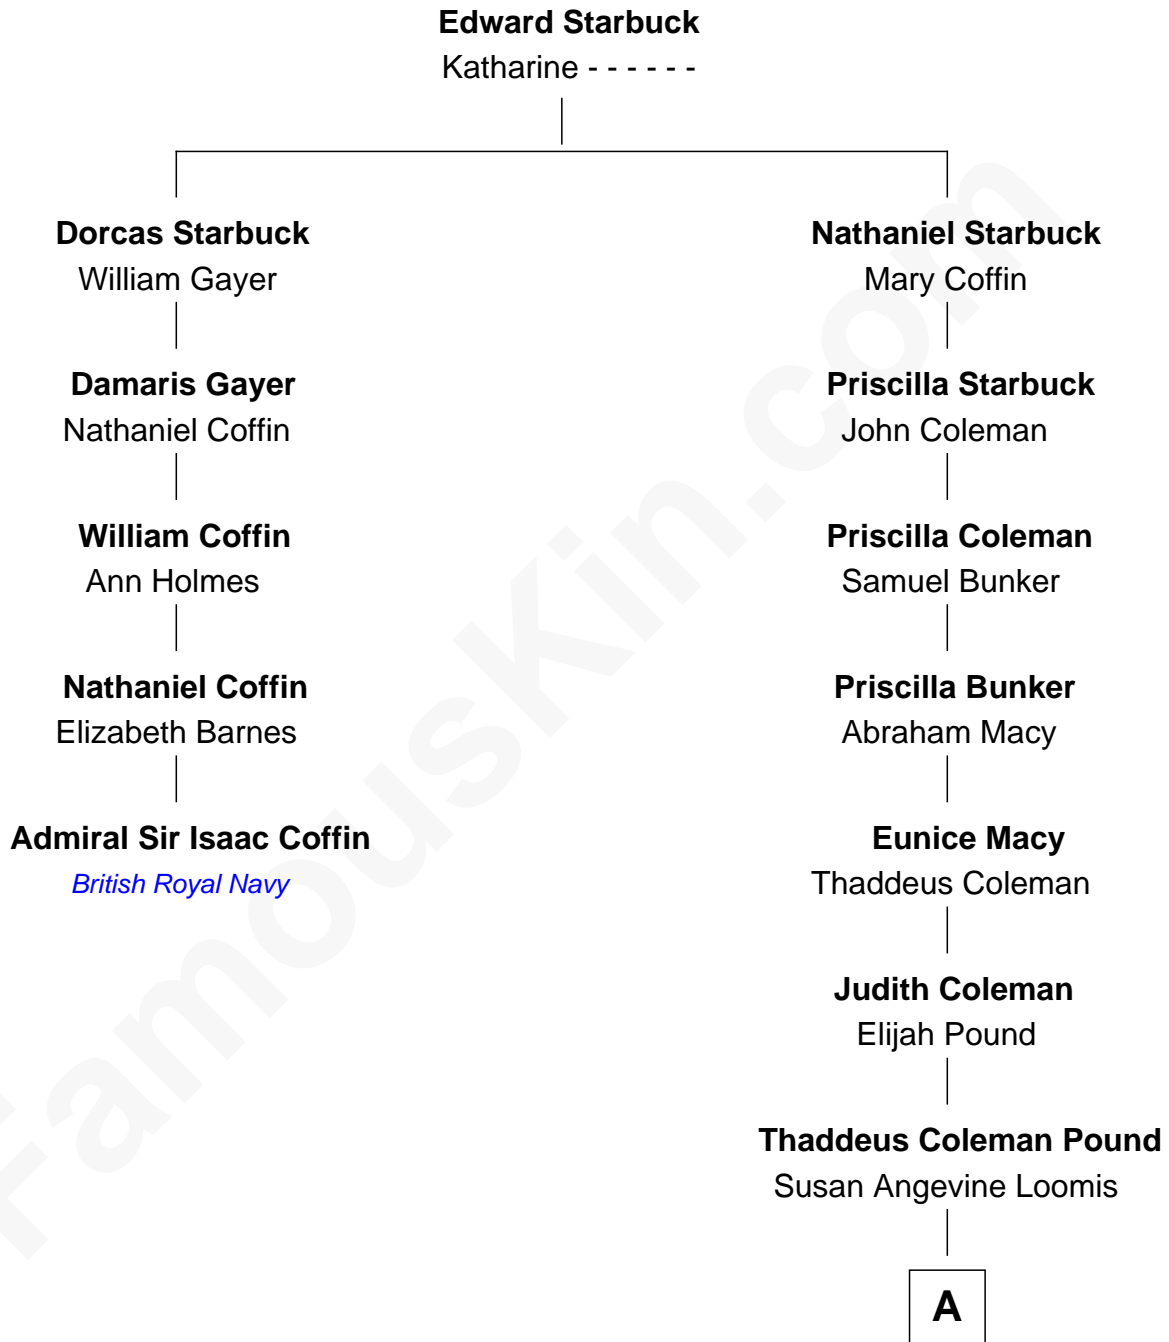 Edward Starbuck
Katharine - - - - - -
Dorcas Starbuck
William Gayer
Damaris Gayer
Nathaniel Coffin
William Coffin
Ann Holmes
Nathaniel Coffin
Elizabeth Barnes
Admiral Sir Isaac Coffin
British Royal Navy
Nathaniel Starbuck
Mary Coffin
Priscilla Starbuck
John Coleman
Priscilla Coleman
Samuel Bunker
Priscilla Bunker
Abraham Macy
Eunice Macy
Thaddeus Coleman
Judith Coleman
Elijah Pound
Thaddeus Coleman Pound
Susan Angevine Loomis
A
FamousKin.com